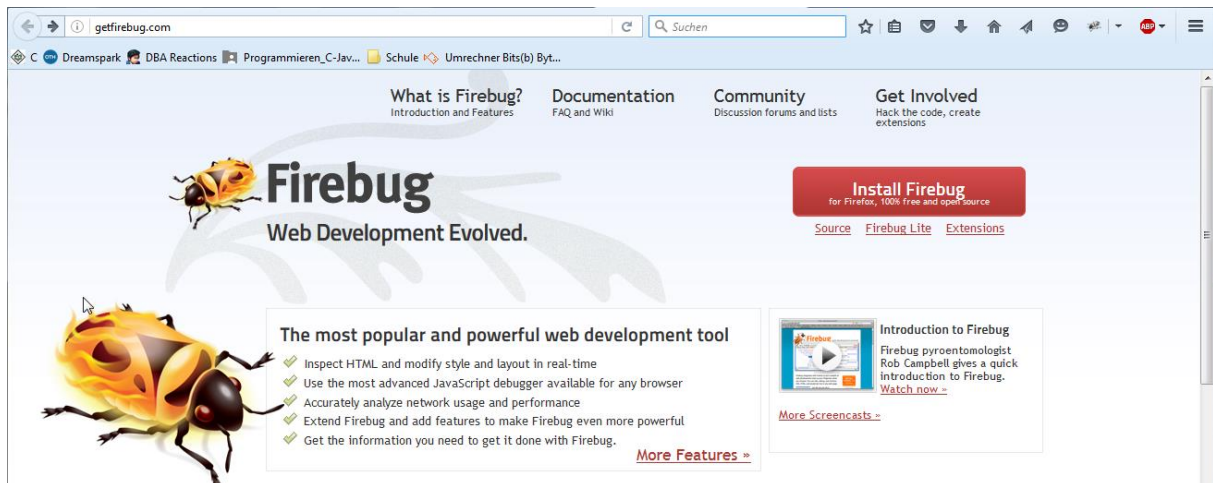 getfirebug.com
Suchen
ABP
C Dreamspark DBA Reactions Programmieren_C-Jav... Schule Umrechner Bits(b) Byt...
What is Firebug?
Introduction and Features
Documentation
FAQ and Wiki
Community
Discussion forums and lists
Get Involved
Hack the code, create
extensions
Firebug
Web Development Evolved.
Install Firebug
for Firefox, 100% free and open source
Source Firebug Lite Extensions
The most popular and powerful web development tool
Inspect HTML and modify style and layout in real-time
Use the most advanced JavaScript debugger available for any browser
Accurately analyze network usage and performance
Extend Firebug and add features to make Firebug even more powerful
Get the information you need to get it done with Firebug.
More Features »
Firebug
Introduction to Firebug
Firebug pyroentomologist
Rob Campbell gives a quick
introduction to Firebug.
Watch now »
More Screencasts »